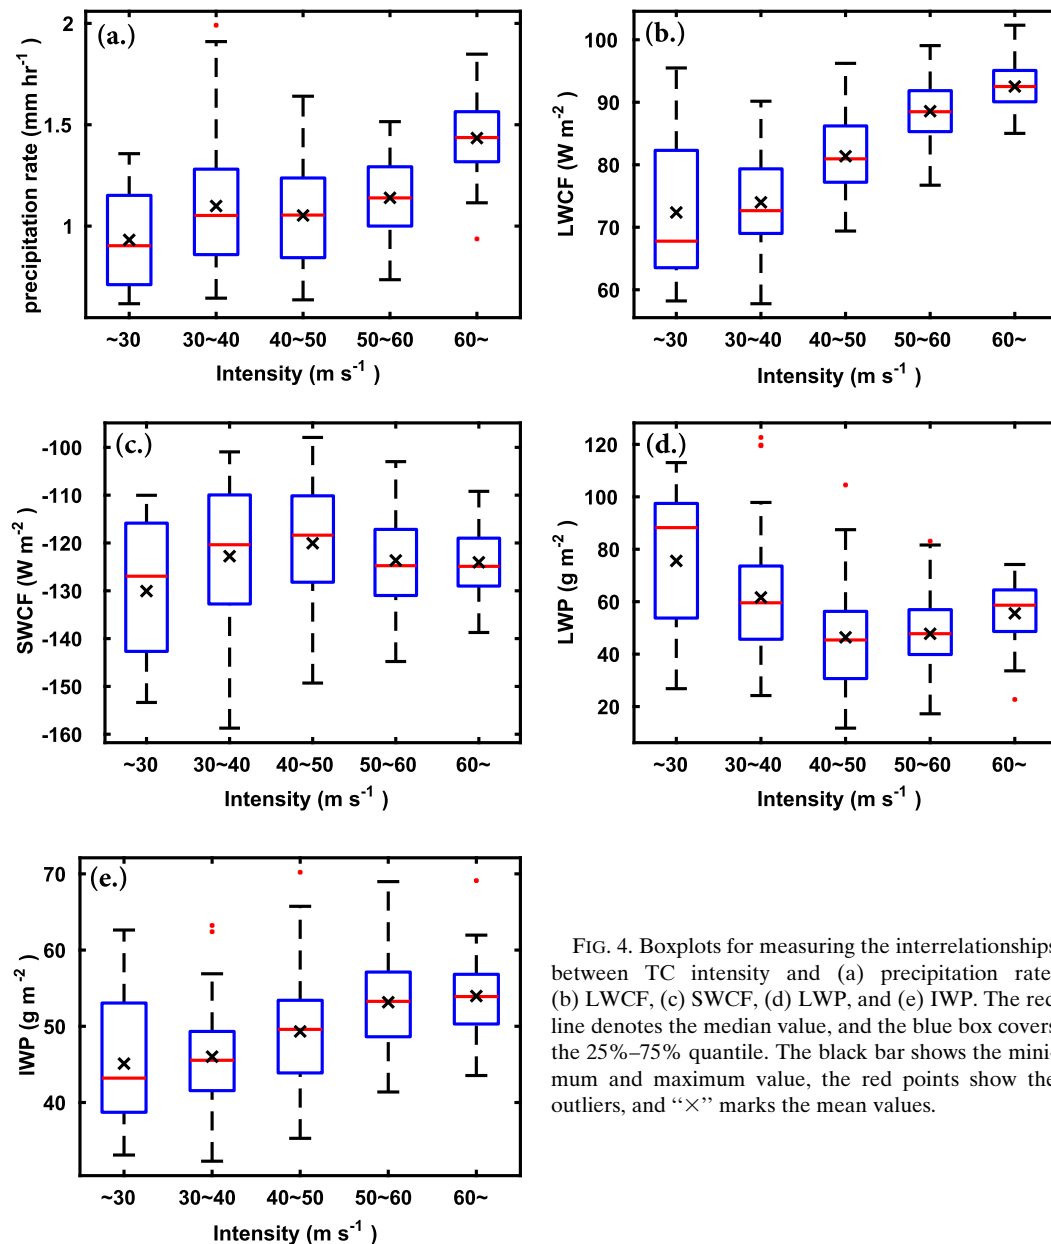 (a.)
2
1.5
1
precipitation rate (mm hr-1 )
~30 30~40 40~50 50~60 60~
Intensity (m s-1 )
(b.)
100
90
80
70
60
LWCF (W m-2 )
~30 30~40 40~50 50~60 60~
Intensity (m s-1 )
(c.)
-100
-110
-120
-130
-140
-150
-160
SWCF (W m-2 )
~30 30~40 40~50 50~60 60~
Intensity (m s-1 )
(d.)
120
100
80
60
40
20
LWP (g m-2 )
~30 30~40 40~50 50~60 60~
Intensity (m s-1 )
(e.)
70
60
50
40
IWP (g m-2 )
~30 30~40 40~50 50~60 60~
Intensity (m s-1 )
FIG. 4. Boxplots for measuring the interrelationships
between TC intensity and (a) precipitation rate
(b) LWCF, (c) SWCF, (d) LWP, and (e) IWP. The red
line denotes the median value, and the blue box covers
the 25%–75% quantile. The black bar shows the mini-
mum and maximum value, the red points show the
outliers, and ‘‘×’’ marks the mean values.